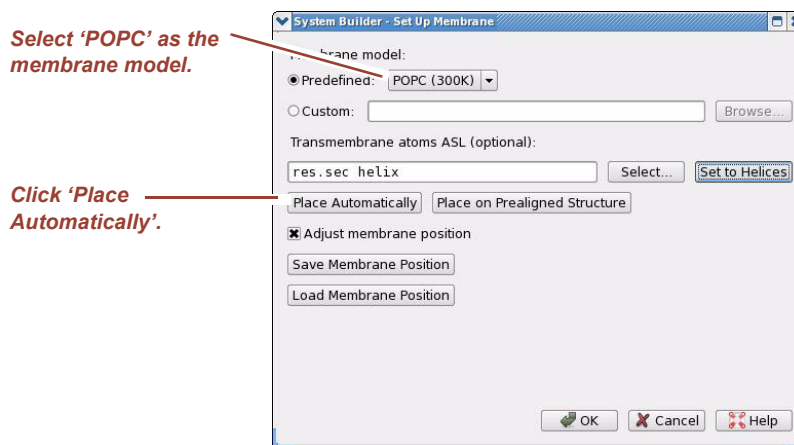 System Builder - Set Up Membrane
Select ‘POPC’ as the
membrane model.
brane model:
Predefined: POPC (300K)
Custom: Browse...
Transmembrane atoms ASL (optional):
res.sec helix Select... Set to Helices
Click ‘Place
Automatically’.
Place Automatically Place on Prealigned Structure
Adjust membrane position
Save Membrane Position
Load Membrane Position
OK Cancel Help